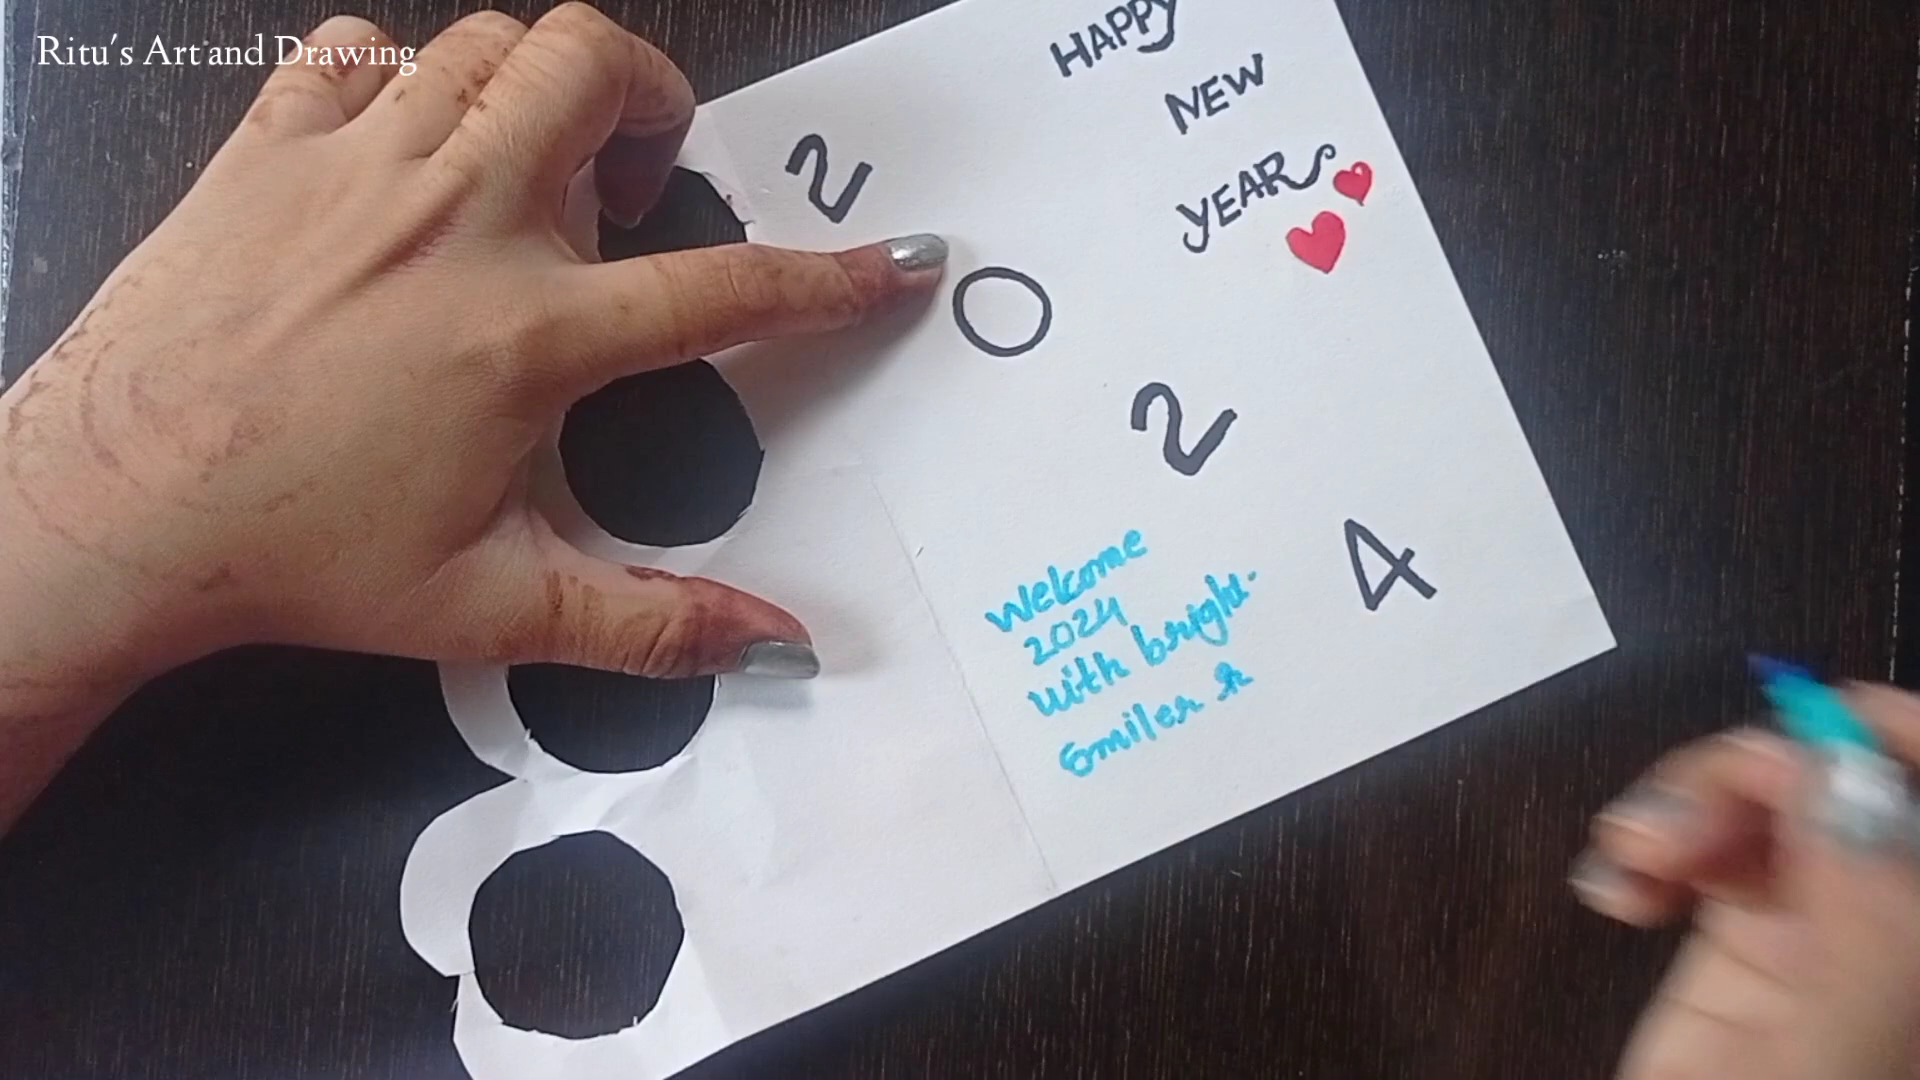 Ritu's Art and Drawing
HAPPY
NEW
YEAR
2
0
2
4
Welcome
2024
with bright
Smiles